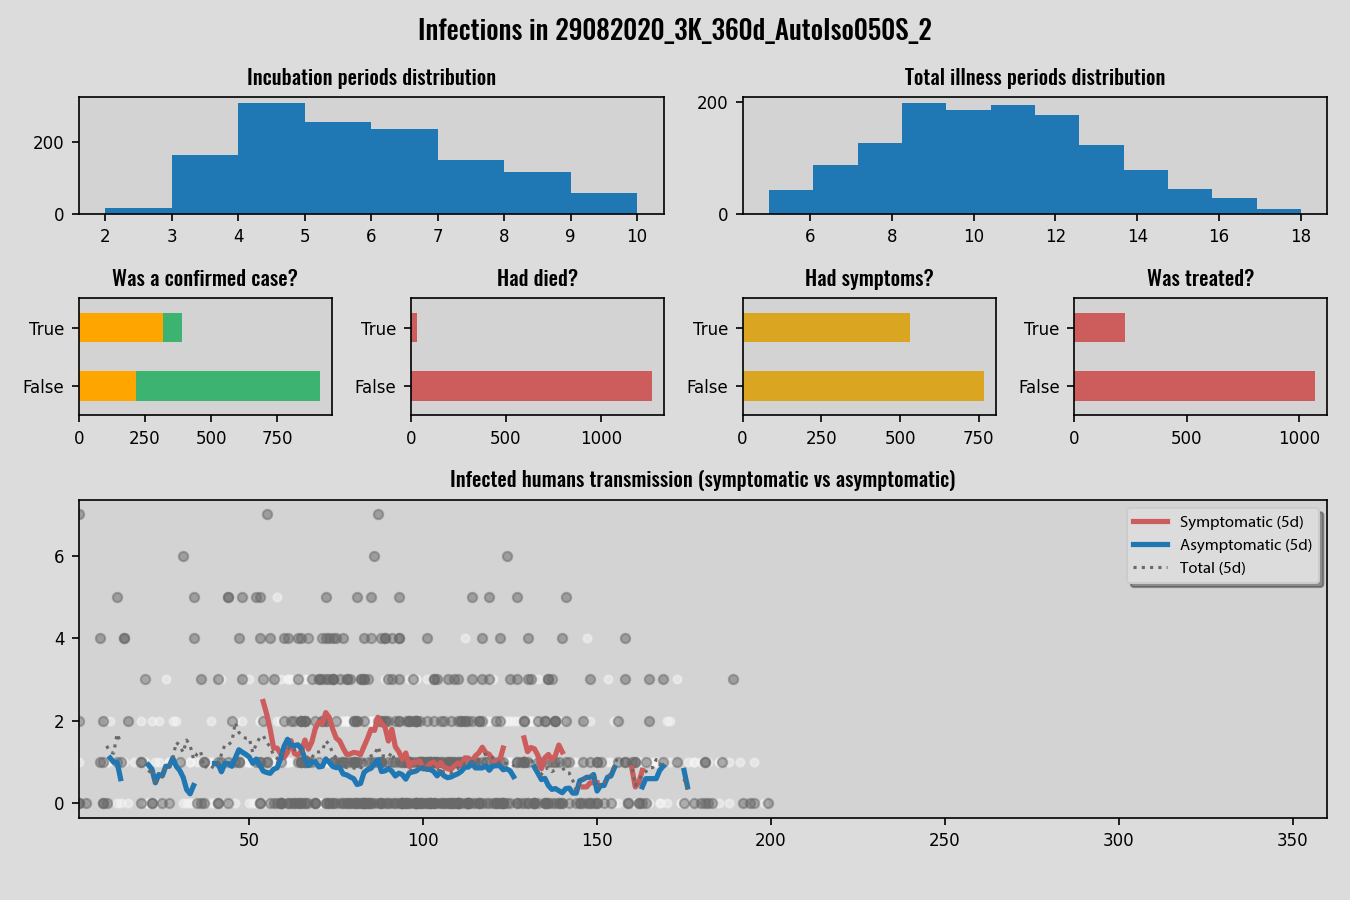 Infections in 29082020_3K_360d_AutoIso050S_2
Incubation periods distribution
200
0
2 3 4 5 6 7 8 9 10
Total illness periods distribution
200
0
6 8 10 12 14 16 18
Was a confirmed case?
True
False
0 250 500 750
Had died?
True
False
0 500 1000
Had symptoms?
True
False
0 250 500 750
Was treated?
True
False
0 500 1000
Infected humans transmission (symptomatic vs asymptomatic)
Symptomatic (5d)
Asymptomatic (5d)
Total (5d)
6
4
2
0
50 100 150 200 250 300 350